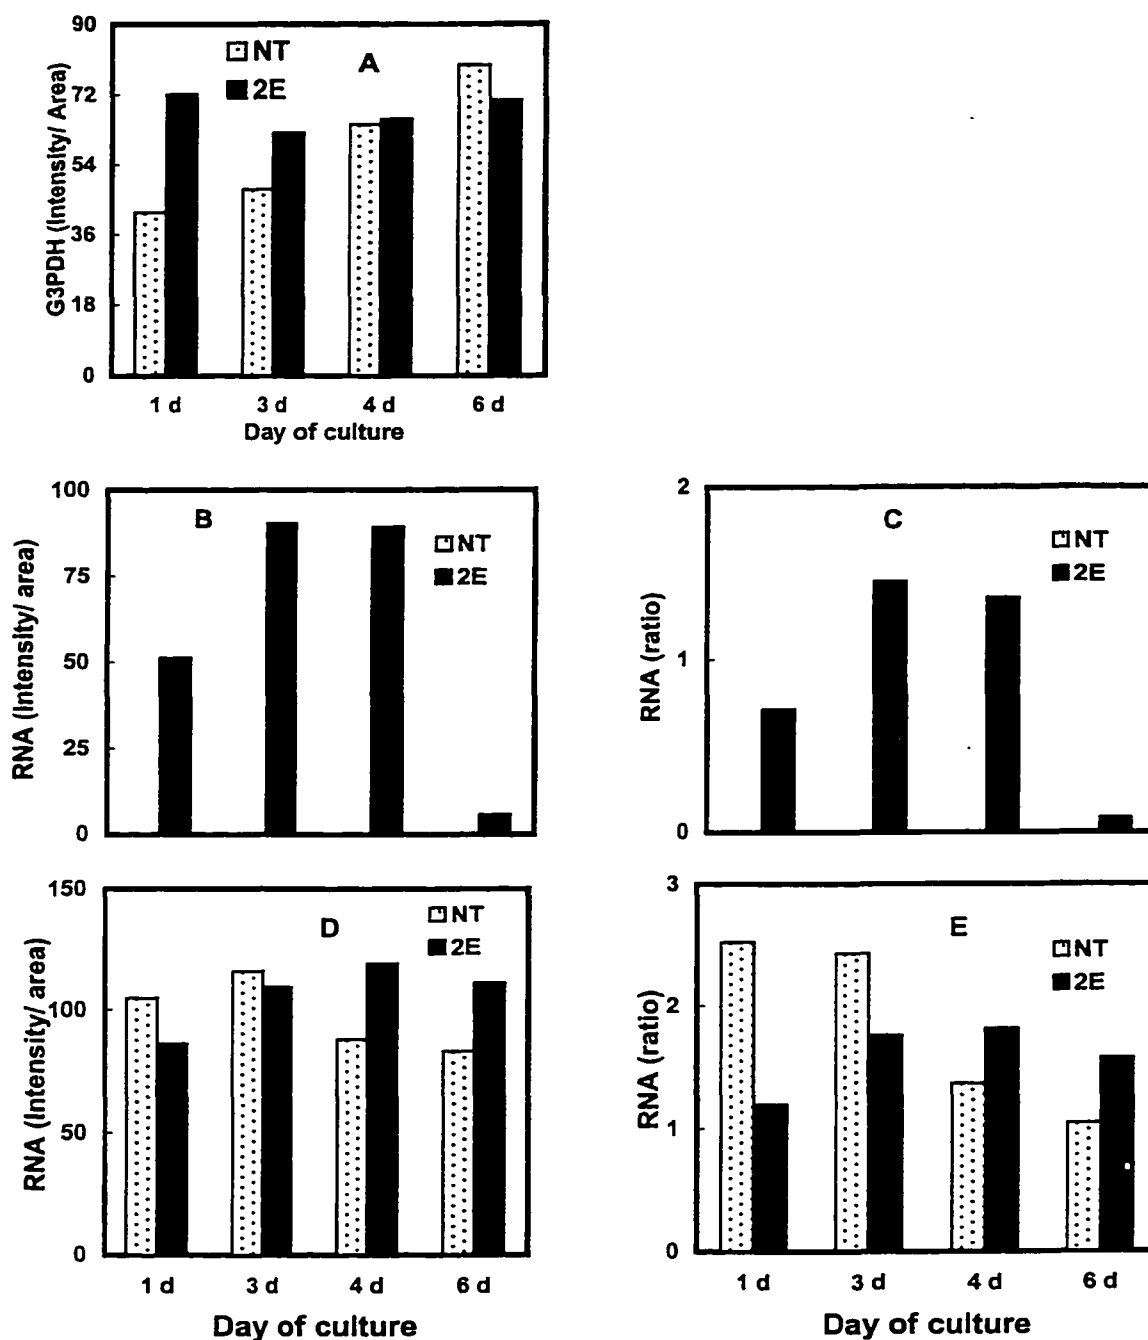 90
72
54
36
18
0
G3PDH (Intensity/ Area)
NT
2E
A
1 d 3 d 4 d 6 d
Day of culture
100
75
50
25
0
RNA (Intensity/ area)
B
NT
2E
2
1
0
RNA (ratio)
C
NT
2E
150
100
50
0
RNA (Intensity/ area)
D
NT
2E
1 d 3 d 4 d 6 d
Day of culture
3
2
1
0
RNA (ratio)
E
NT
2E
1 d 3 d 4 d 6 d
Day of culture